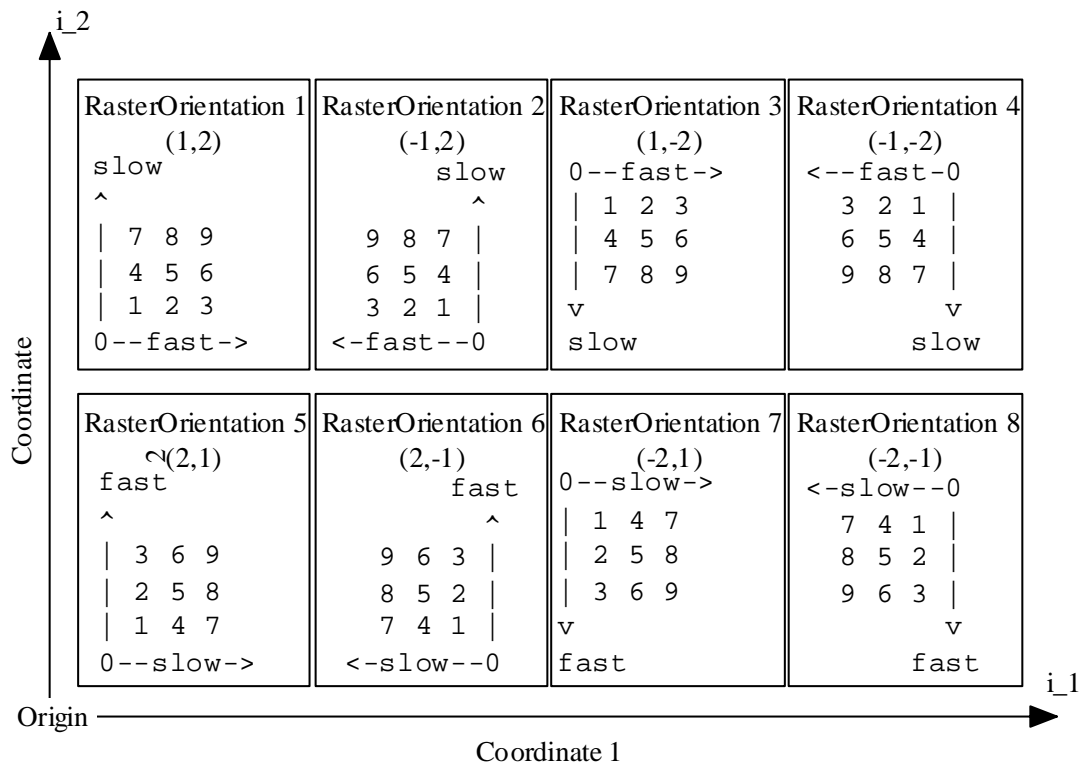 i_2
RasterOrientation 1
(1,2)
slow
^
| 7 8 9
| 4 5 6
| 1 2 3
0--fast->
RasterOrientation 2
(-1,2)
slow
^
9 8 7 |
6 5 4 |
3 2 1 |
<-fast--0
RasterOrientation 3
(1,-2)
0--fast->
| 1 2 3
| 4 5 6
| 7 8 9
v
slow
RasterOrientation 4
(-1,-2)
<--fast-0
3 2 1 |
6 5 4 |
9 8 7 |
v
slow
Coordinate 2
RasterOrientation 5
(2,1)
fast
^
| 3 6 9
| 2 5 8
| 1 4 7
0--slow->
RasterOrientation 6
(2,-1)
fast
^
9 6 3 |
8 5 2 |
7 4 1 |
<-slow--0
RasterOrientation 7
(-2,1)
0--slow->
| 1 4 7
| 2 5 8
| 3 6 9
v
fast
RasterOrientation 8
(-2,-1)
<-slow--0
7 4 1 |
8 5 2 |
9 6 3 |
v
fast
i_1
Origin
Coordinate 1